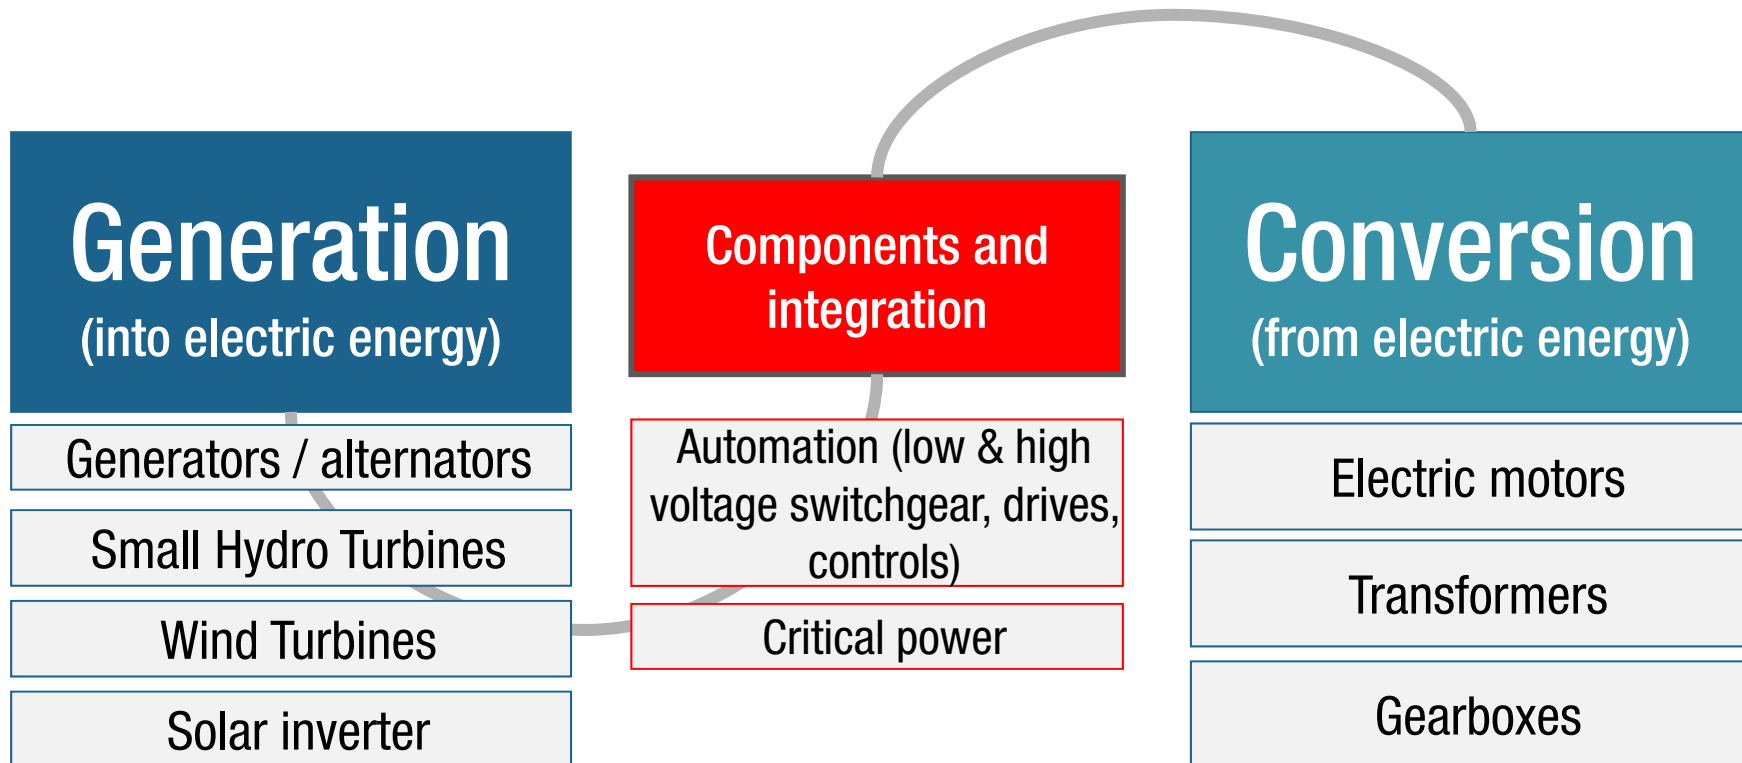 Generation
(into electric energy)
Generators / alternators
Small Hydro Turbines
Wind Turbines
Solar inverter
Components and
integration
Automation (low & high
voltage switchgear, drives,
controls)
Critical power
Conversion
(from electric energy)
Electric motors
Transformers
Gearboxes